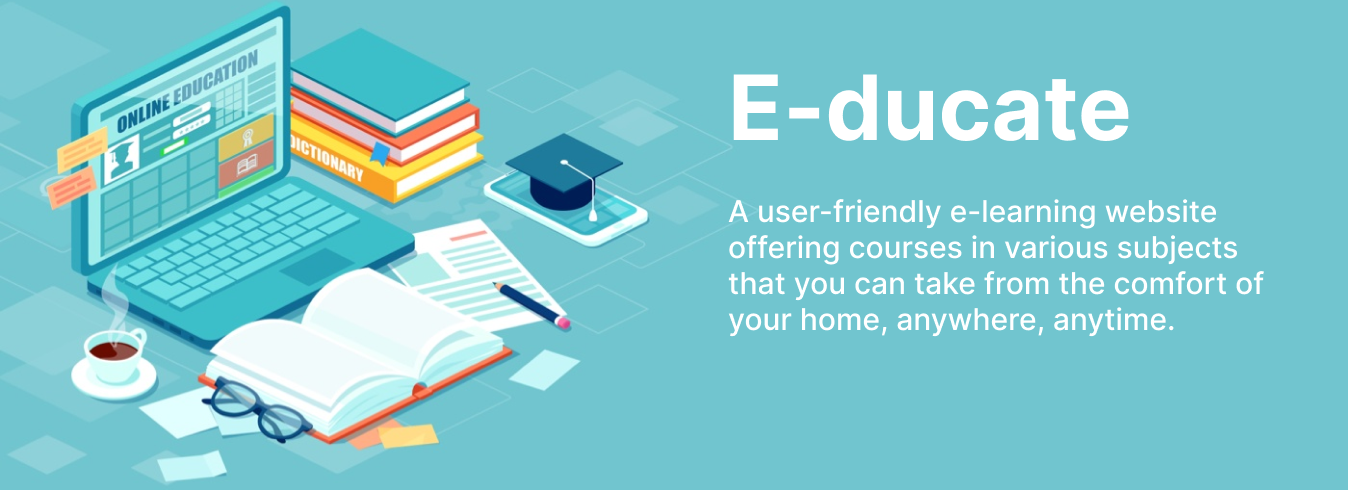 ONLINE EDUCATION
DICTIONARY
E-ducate
A user-friendly e-learning website
offering courses in various subjects
that you can take from the comfort of
your home, anywhere, anytime.